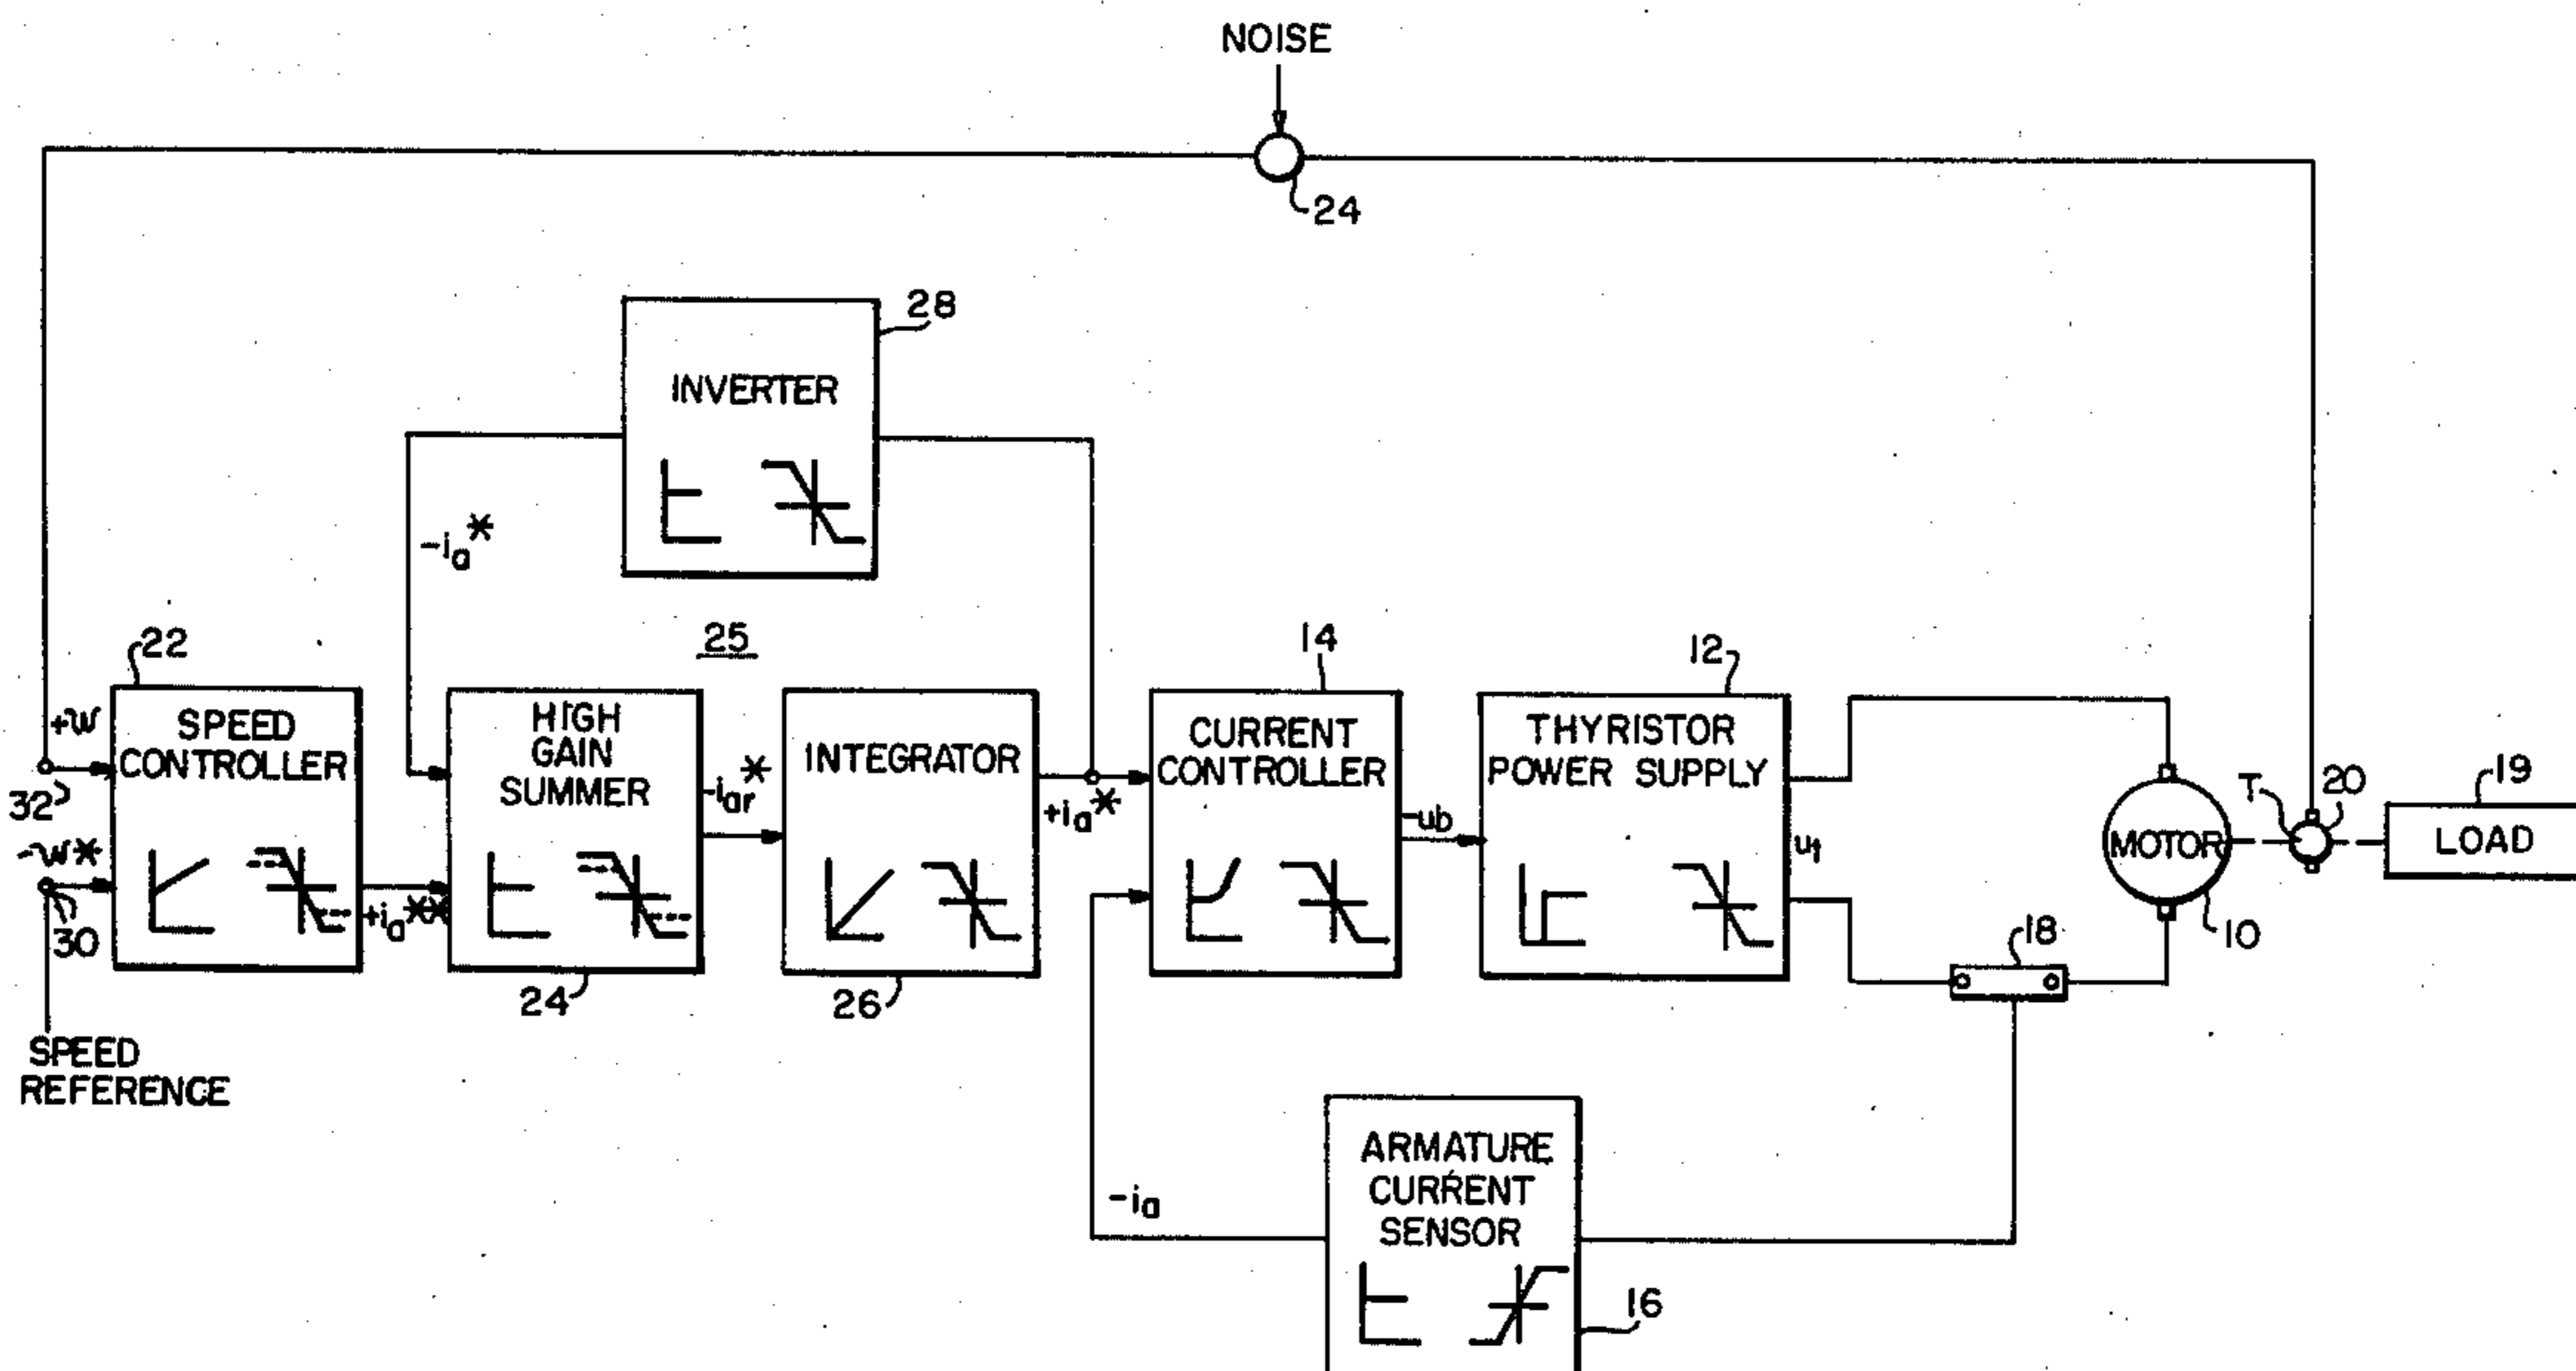 NOISE
24
28
INVERTER
-ia*
25
22
14
12
+w
SPEED
CONTROLLER
32
-w*
30
+ia**
SPEED
REFERENCE
HIGH
GAIN
SUMMER
24
-iar*
INTEGRATOR
26
+ia*
CURRENT
CONTROLLER
-ub
THYRISTOR
POWER SUPPLY
ut
MOTOR
10
18
T
20
19
LOAD
-ia
ARMATURE
CURRENT
SENSOR
16